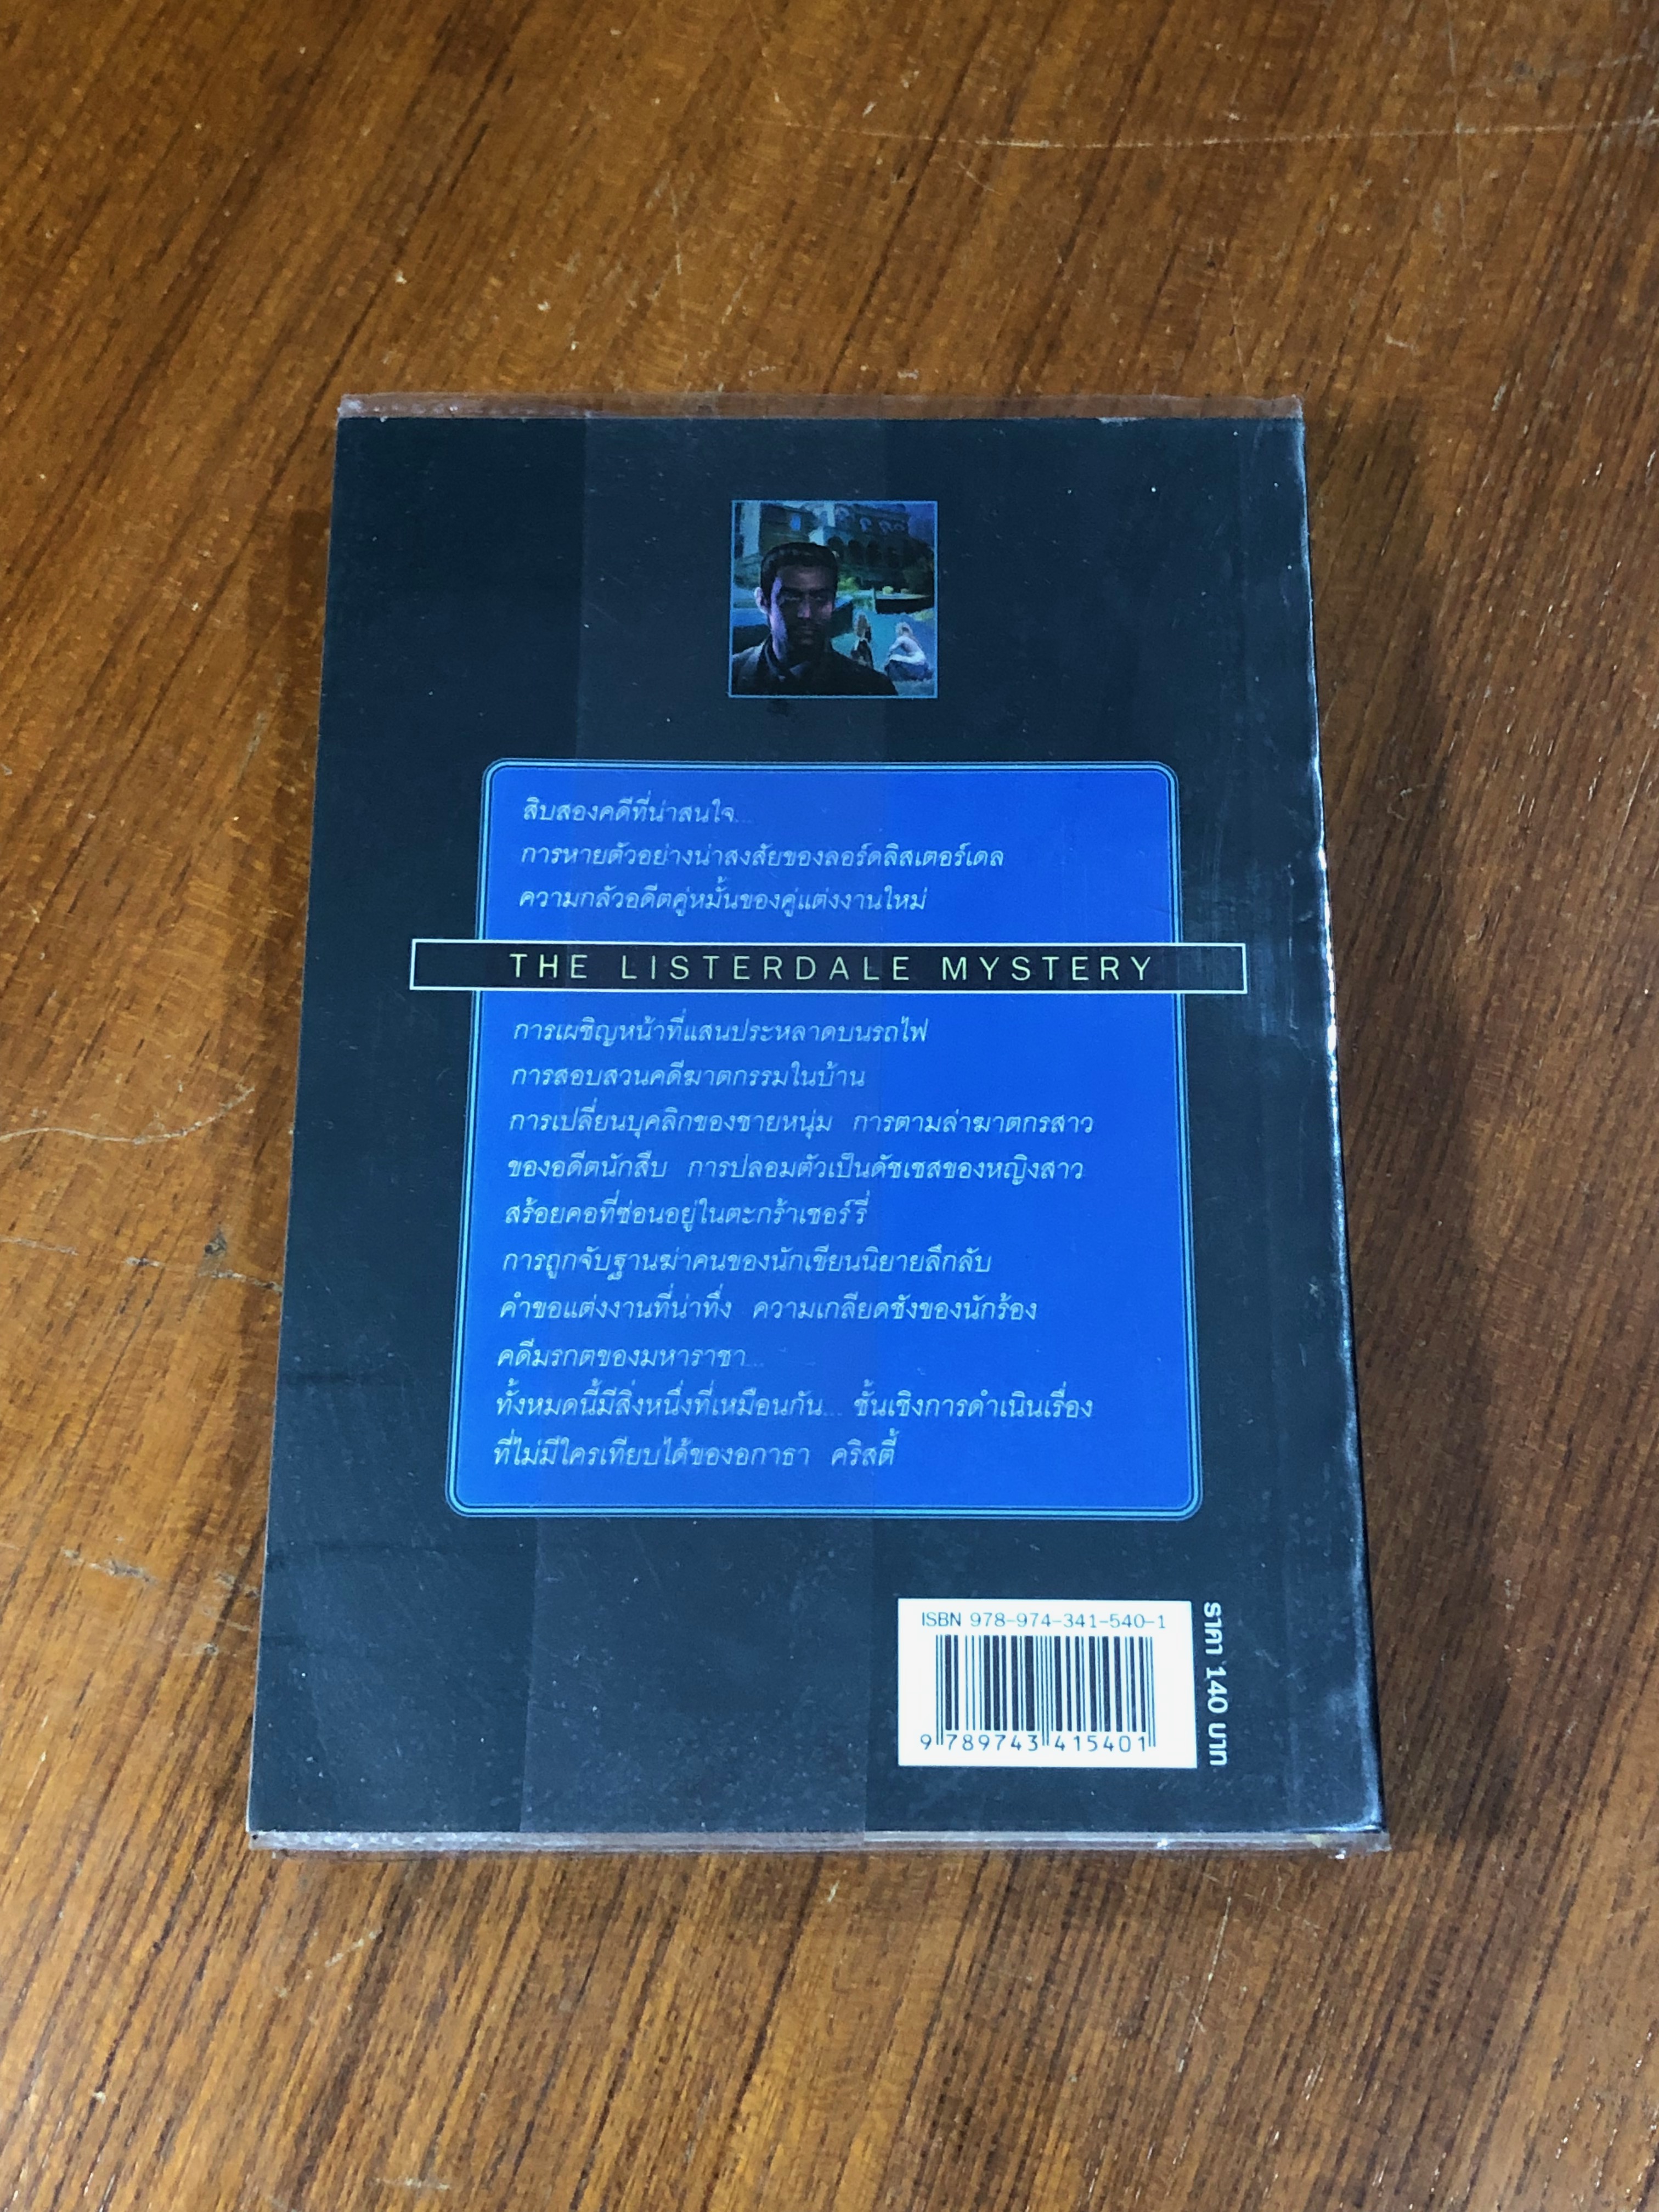 สิบสองคดีที่น่าสนใจ...
การหายตัวอย่างน่าสงสัยของลอร์ดลิสเตอร์เดล
ความกลัวอดีตคู่หมั้นของคู่แต่งงานใหม่
THE LISTERDALE MYSTERY
การเผชิญหน้าที่แสนประหลาดบนรถไฟ
การสอบสวนคดีฆาตกรรมในบ้าน
การเปลี่ยนบุคลิกของชายหนุ่ม การตามล่าฆาตกรสาว
ของอดีตนักสืบ การปลอมตัวเป็นดัชเชสของหญิงสาว
สร้อยคอที่ซ่อนอยู่ในตะกร้าเชอร์รี่
การถูกจับฐานฆ่าคนของนักเขียนนิยายลึกลับ
คำขอแต่งงานที่น่าทึ่ง ความเกลียดชังของนักร้อง
คดีมรกตของมหาราชา...
ทั้งหมดนี้มีสิ่งหนึ่งที่เหมือนกัน... ชั้นเชิงการดำเนินเรื่อง
ที่ไม่มีใครเทียบได้ของอกาธา คริสตี้
ISBN 978-974-341-540-1
9 789743 415401
ราคา 140 บาท